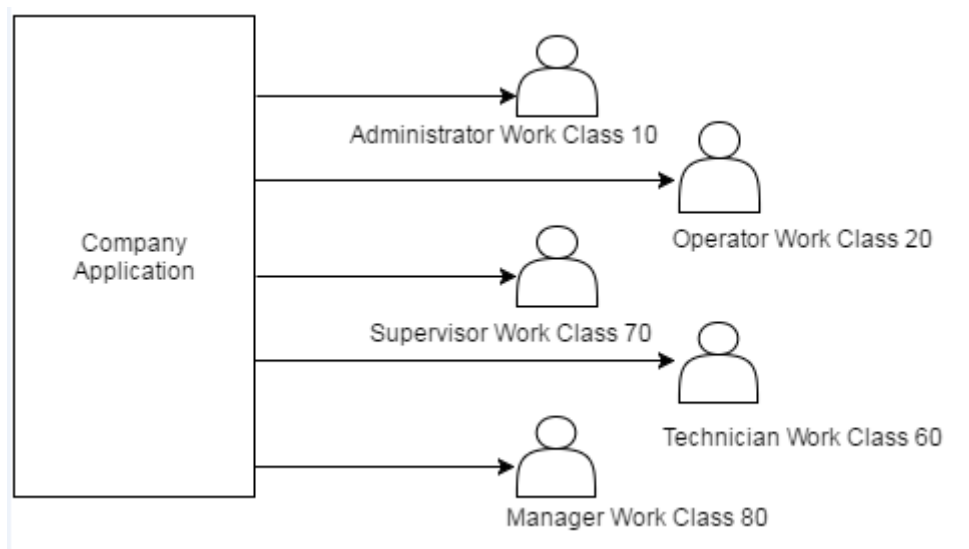 Company
Application
Administrator Work Class 10
Operator Work Class 20
Supervisor Work Class 70
Technician Work Class 60
Manager Work Class 80